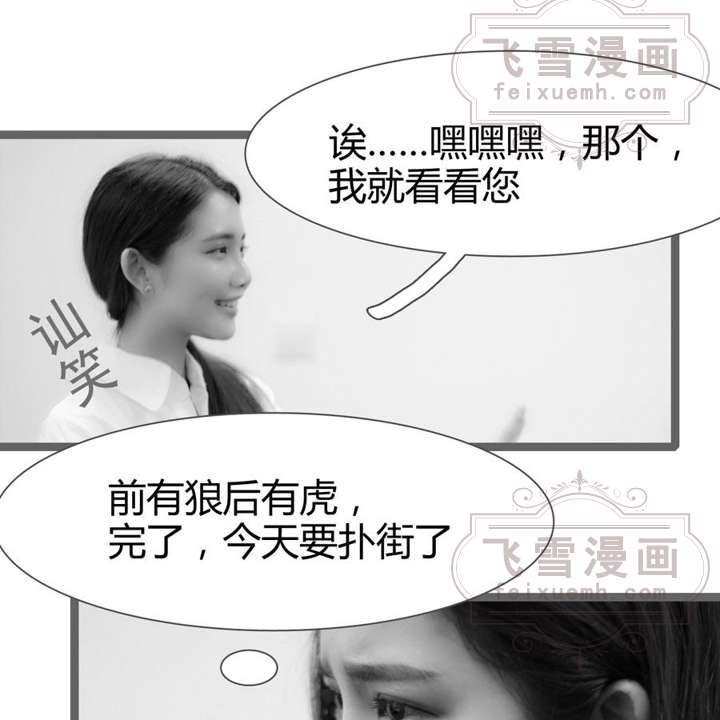 飞雪漫画
feixuemh.com
诶……嘿嘿嘿，那个，
我就看看您
讪笑
前有狼后有虎，
完了，今天要扑街了
飞雪漫画
feixuemh.com